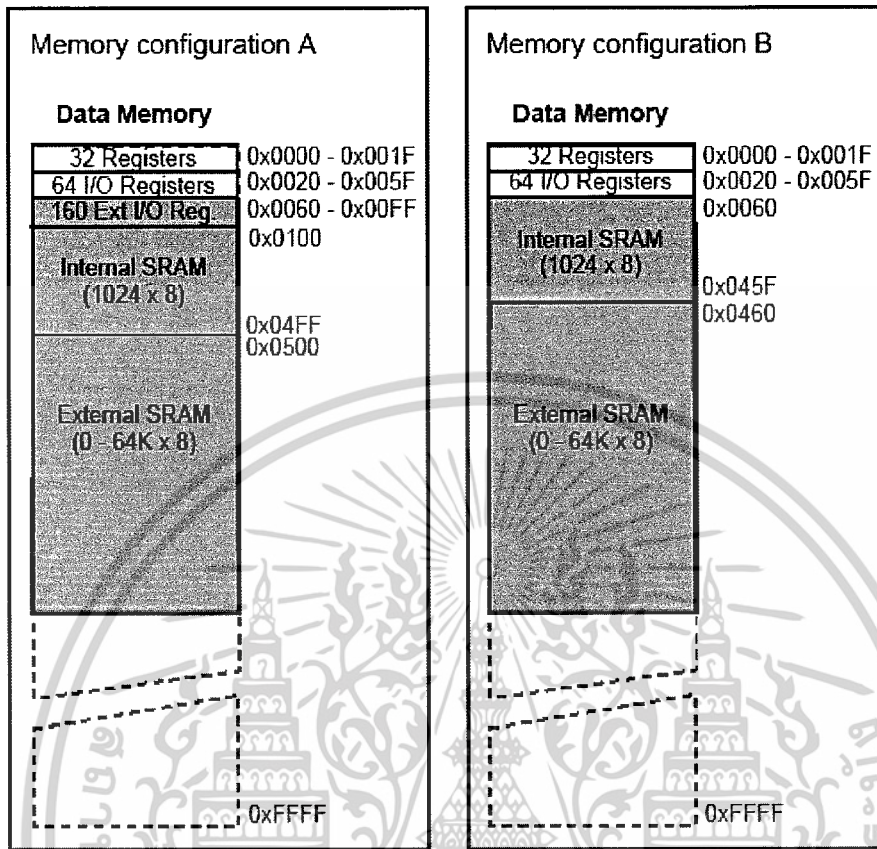 Memory configuration A
Data Memory
32 Registers 0x0000 - 0x001F
64 I/O Registers 0x0020 - 0x005F
160 Ext I/O Reg. 0x0060 - 0x00FF
0x0100
Internal SRAM
(1024 x 8)
0x04FF
0x0500
External SRAM
(0 - 64K x 8)
0xFFFF
Memory configuration B
Data Memory
32 Registers 0x0000 - 0x001F
64 I/O Registers 0x0020 - 0x005F
0x0060
Internal SRAM
(1024 x 8)
0x045F
0x0460
External SRAM
(0 - 64K x 8)
0xFFFF